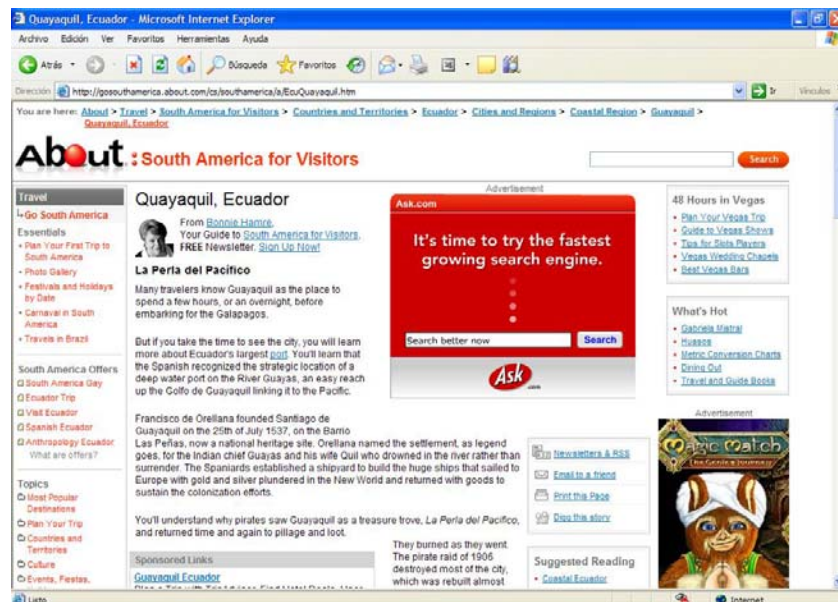 Quayaquil, Ecuador - Microsoft Internet Explorer
Archivo Edición Ver Favoritos Herramientas Ayuda
Atrás Búsqueda Favoritos
Dirección http://gosouthamerica.about.com/cs/southamerica/a/EcuQuayaquil.htm Ir Vínculos
You are here: About > Travel > South America for Visitors > Countries and Territories > Ecuador > Cities and Regions > Coastal Region > Guayaquil >
Quayaquil, Ecuador
About: South America for Visitors
Search
Travel
Go South America
Essentials
Plan Your First Trip to
South America
Photo Gallery
Festivals and Holidays
by Date
Carnaval in South
America
Travels in Brazil
South America Offers
South America Gay
Ecuador Trip
Visit Ecuador
Spanish Ecuador
Anthropology Ecuador
What are offers?
Topics
Most Popular
Destinations
Plan Your Trip
Countries and
Territories
Culture
Events, Fiestas,
Quayaquil, Ecuador
From Bonnie Hamre,
Your Guide to South America for Visitors.
FREE Newsletter. Sign Up Now!
La Perla del Pacífico
Many travelers know Guayaquil as the place to
spend a few hours, or an overnight, before
embarking for the Galapagos.
But if you take the time to see the city, you will learn
more about Ecuador's largest port. You'll learn that
the Spanish recognized the strategic location of a
deep water port on the River Guayas, an easy reach
up the Golfo de Guayaquil linking it to the Pacific.
Francisco de Orellana founded Santiago de
Guayaquil on the 25th of July 1537, on the Barrio
Las Peñas, now a national heritage site. Orellana named the settlement, as legend
goes, for the Indian chief Guayas and his wife Quil who drowned in the river rather than
surrender. The Spaniards established a shipyard to build the huge ships that sailed to
Europe with gold and silver plundered in the New World and returned with goods to
sustain the colonization efforts.
You'll understand why pirates saw Guayaquil as a treasure trove, La Perla del Pacífico,
and returned time and again to pillage and loot.
They burned as they went.
The pirate raid of 1906
destroyed most of the city,
which was rebuilt almost
Sponsored Links
Guayaquil Ecuador
Advertisement
Ask.com
It's time to try the fastest
growing search engine.
Search better now Search
Ask.com
Newsletters & RSS
Email to a friend
Print this Page
Digg this story
Suggested Reading
Coastal Ecuador
48 Hours in Vegas
Plan Your Vegas Trip
Guide to Vegas Shows
Tips for Slots Players
Vegas Wedding Chapels
Best Vegas Bars
What's Hot
Gabriela Mistral
Huasos
Metric Conversion Charts
Dining Out
Travel and Guide Books
Advertisement
Magic Match
Listo Internet